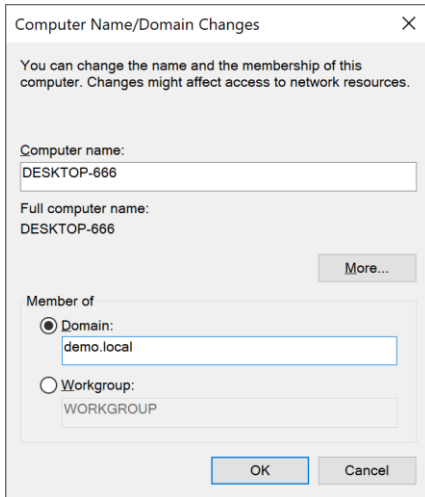 Computer Name/Domain Changes
You can change the name and the membership of this
computer. Changes might affect access to network resources.
Computer name:
DESKTOP-666
Full computer name:
DESKTOP-666
More...
Member of
Domain:
demo.local
Workgroup:
WORKGROUP
OK Cancel